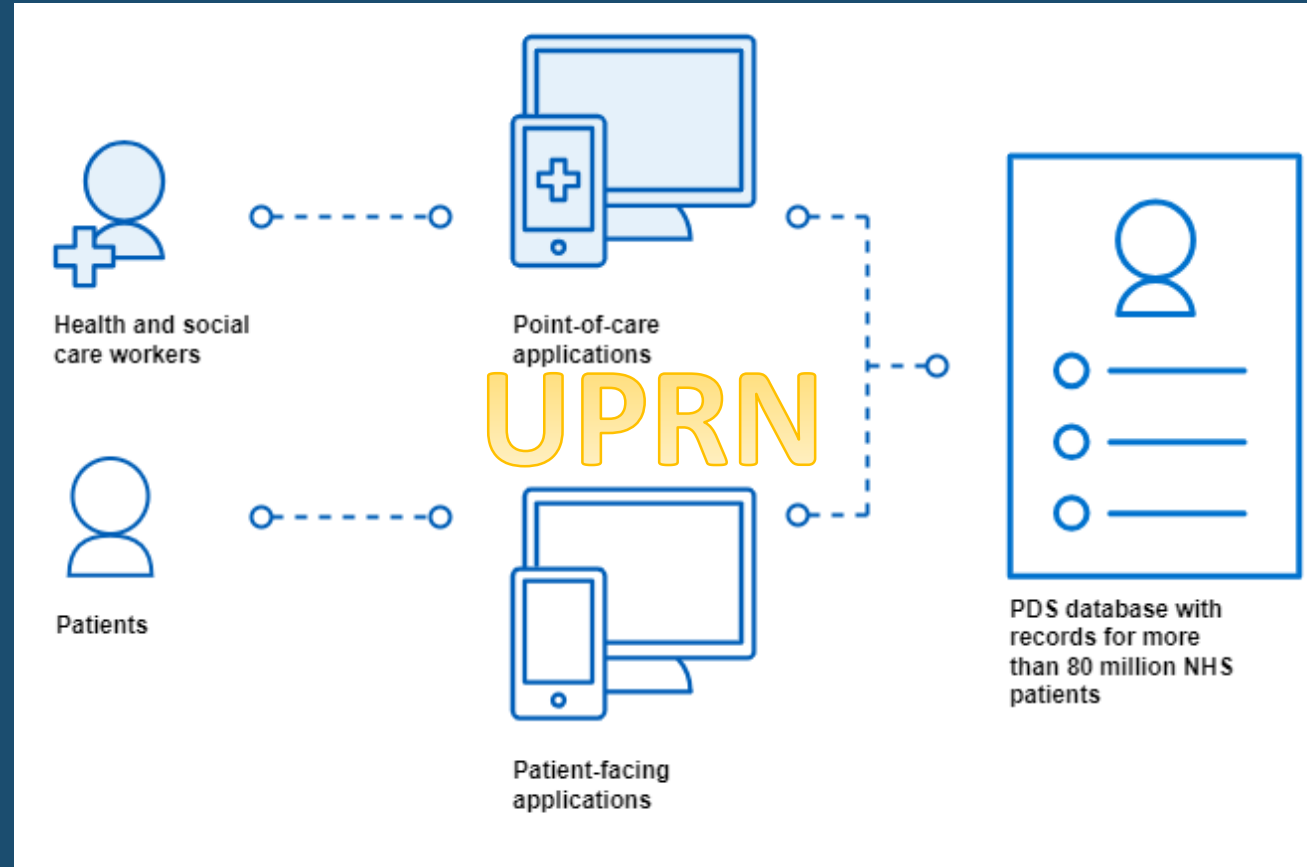 Health and social
care workers
Point-of-care
applications
UPRN
Patients
Patient-facing
applications
PDS database with
records for more
than 80 million NHS
patients